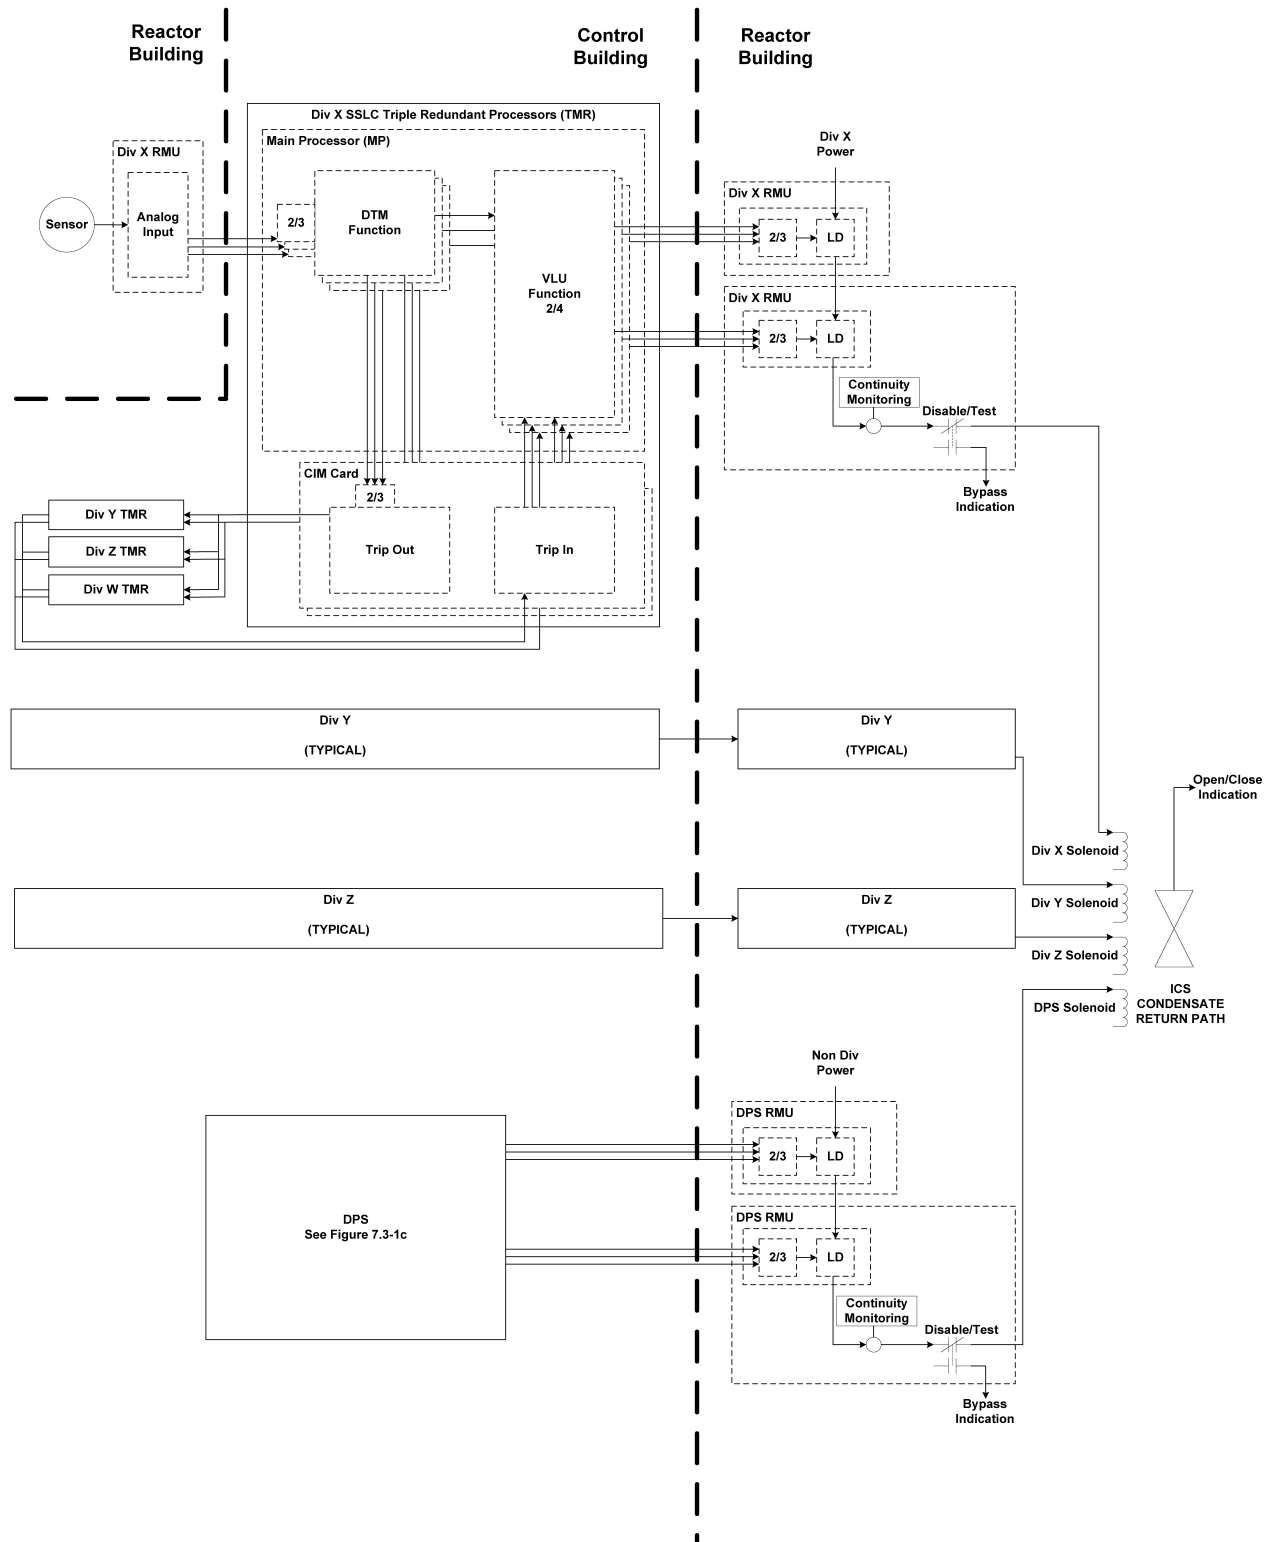 Reactor
Building
Control
Building
Reactor
Building
Div X SSLC Triple Redundant Processors (TMR)
Main Processor (MP)
Div X RMU
Sensor
Analog
Input
2/3
DTM
Function
VLU
Function
2/4
Div X
Power
Div X RMU
2/3
LD
Div X RMU
2/3
LD
Continuity
Monitoring
Disable/Test
Bypass
Indication
CIM Card
2/3
Trip Out
Trip In
Div Y TMR
Div Z TMR
Div W TMR
Div Y
(TYPICAL)
Div Y
(TYPICAL)
Open/Close
Indication
Div X Solenoid
Div Y Solenoid
Div Z
(TYPICAL)
Div Z
(TYPICAL)
Div Z Solenoid
DPS Solenoid
ICS
CONDENSATE
RETURN PATH
Non Div
Power
DPS RMU
2/3
LD
DPS
See Figure 7.3-1c
DPS RMU
2/3
LD
Continuity
Monitoring
Disable/Test
Bypass
Indication